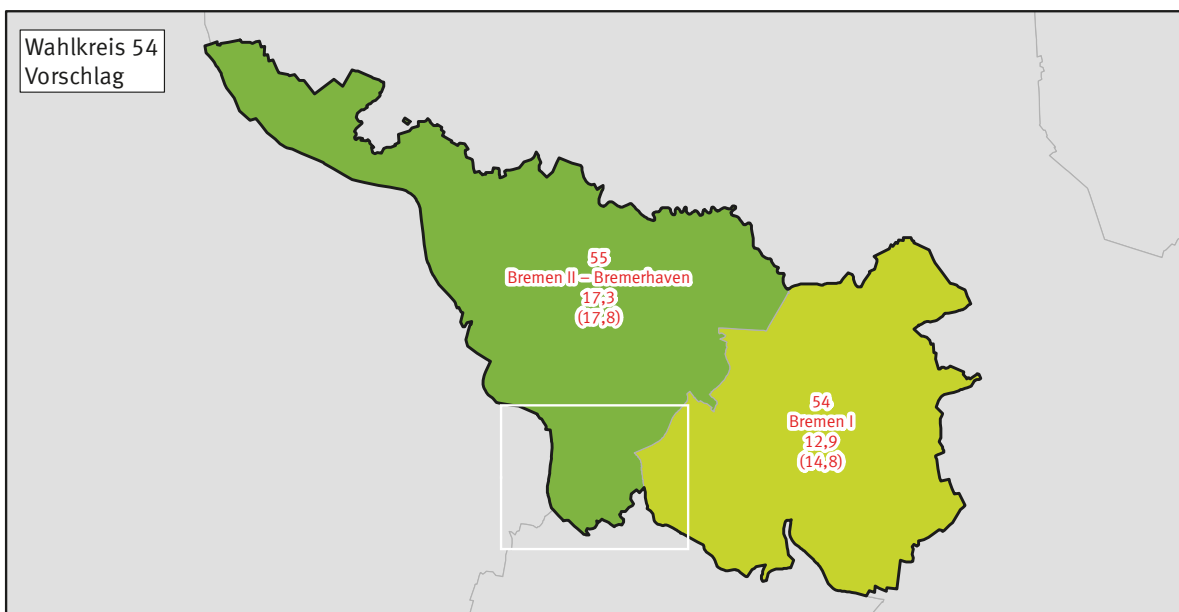 Wahlkreis 54
Vorschlag
55
Bremen II – Bremerhaven
17,3
(17,8)
54
Bremen I
12,9
(14,8)